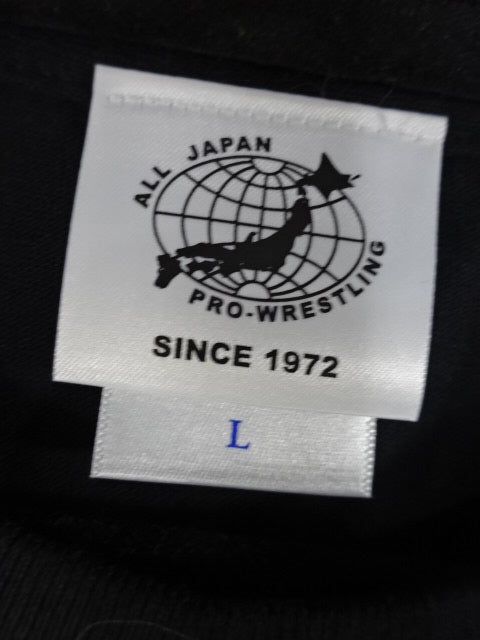 ALL JAPAN
PRO-WRESTLING
SINCE 1972
L